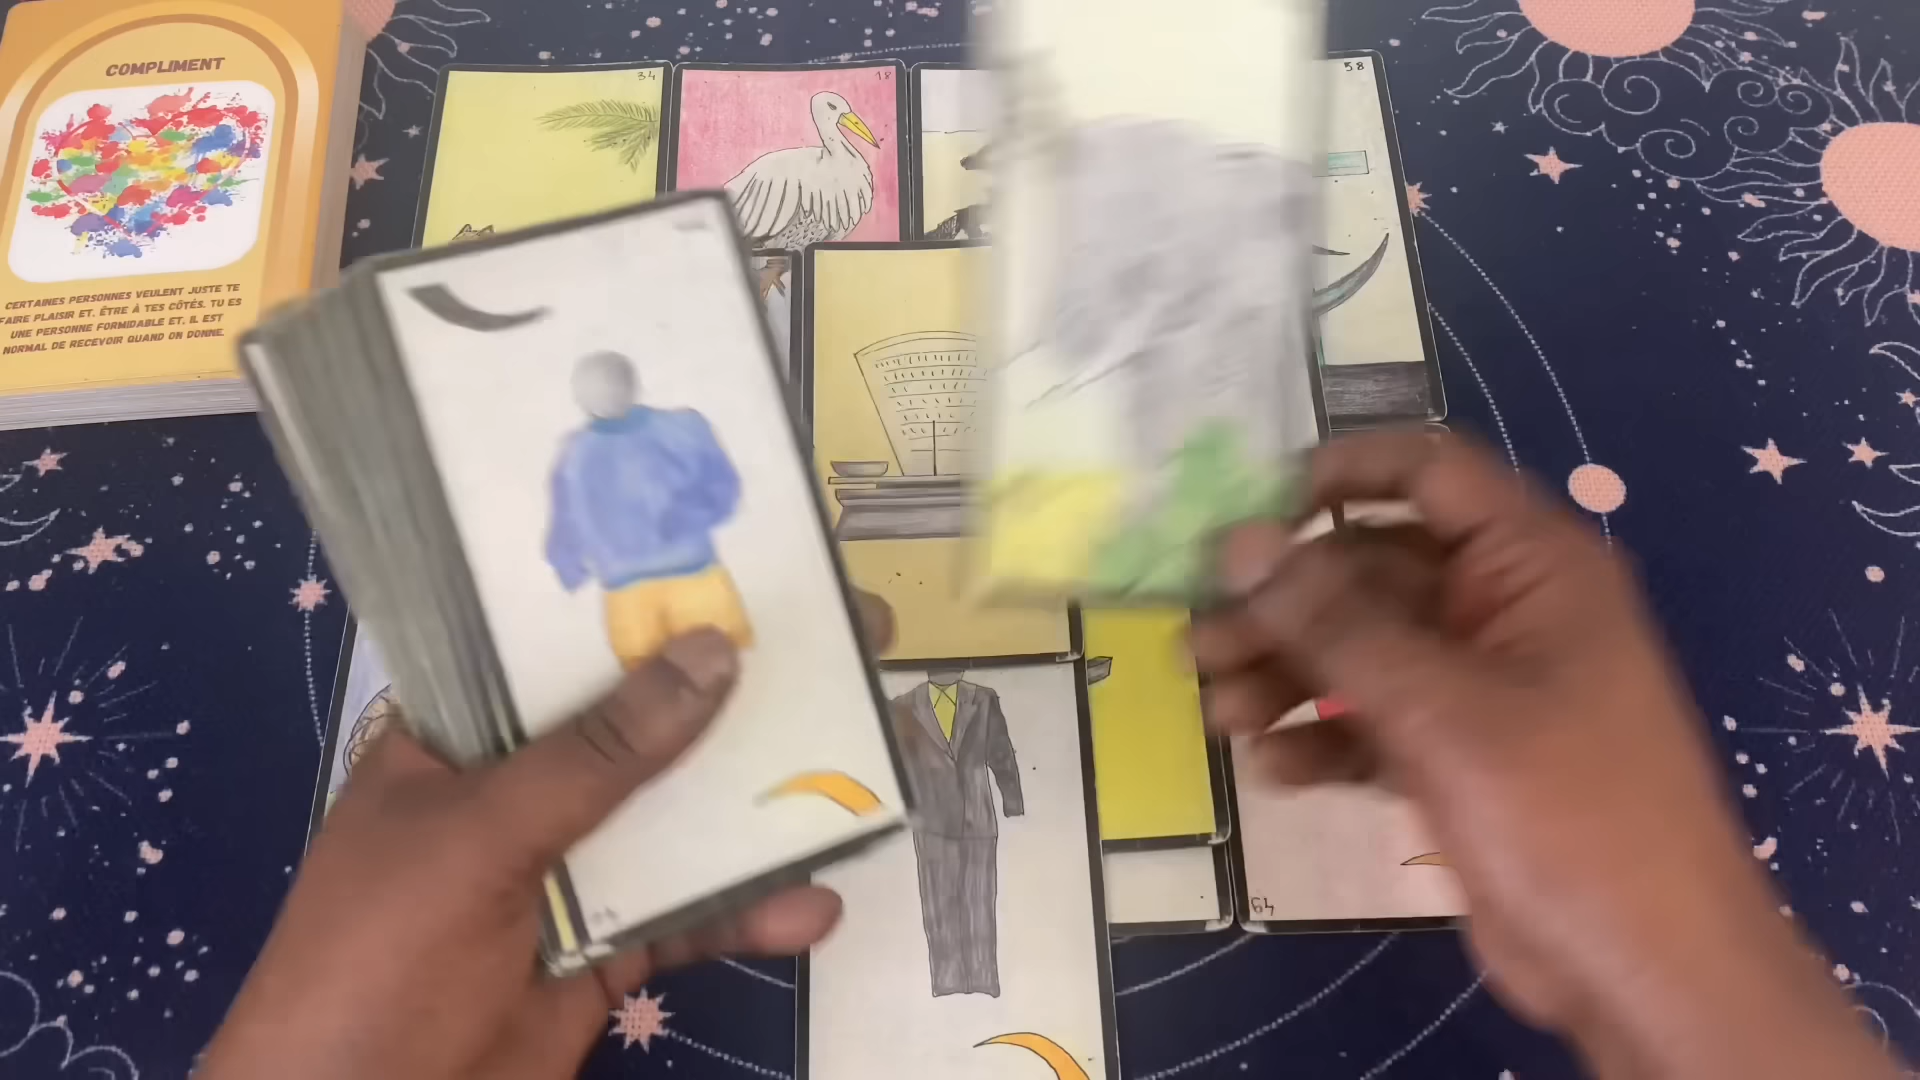 COMPLIMENT
CERTAINES PERSONNES VEULENT JUSTE TE
FAIRE PLAISIR ET, ÊTRE À TES CÔTÉS. TU ES
UNE PERSONNE FORMIDABLE ET, IL EST
NORMAL DE RECEVOIR QUAND ON DONNE.
34
18
58
64